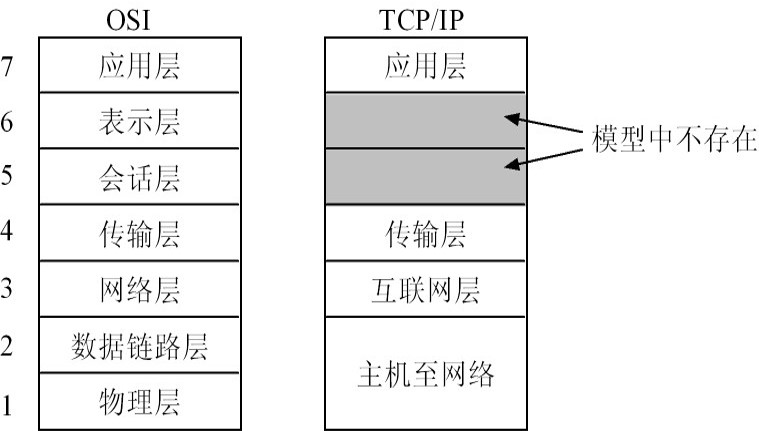 OSI TCP/IP
7 应用层 应用层
6 表示层
模型中不存在
5 会话层
4 传输层 传输层
3 网络层 互联网层
2 数据链路层
主机至网络
1 物理层